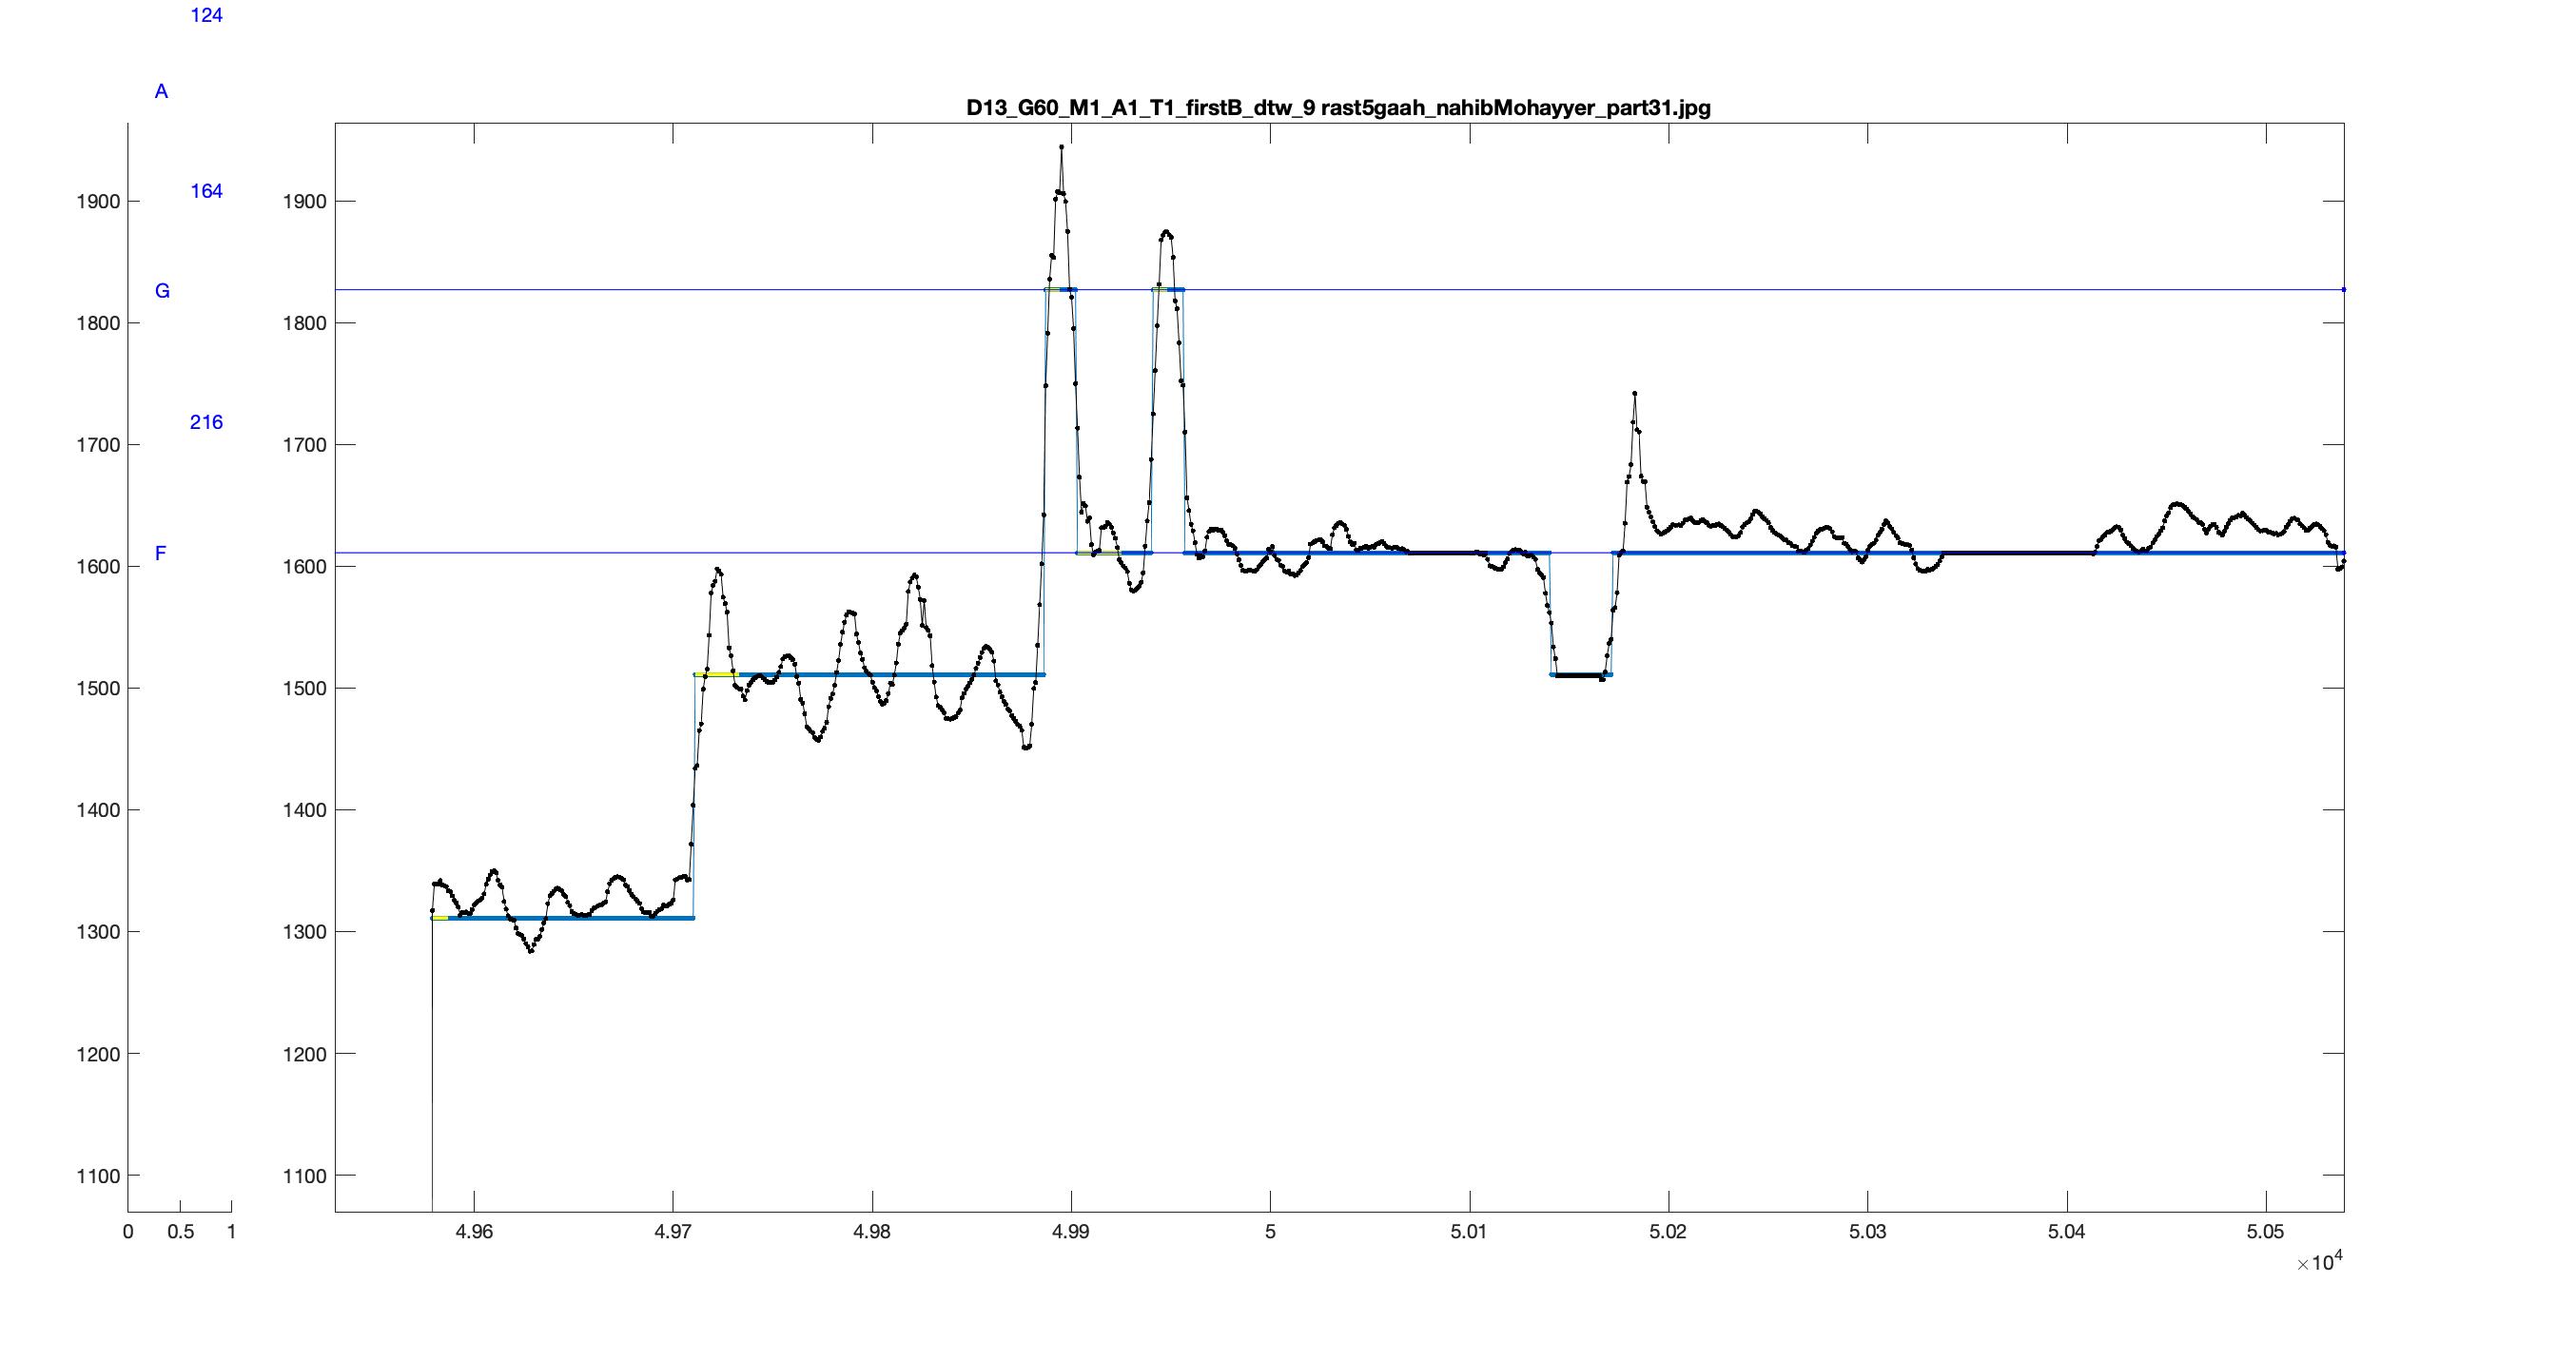 124
A
D13_G60_M1_A1_T1_firstB_dtw_9 rast5gaah_nahibMohayyer_part31.jpg
164
1900 1900
G
1800 1800
216
1700 1700
F
1600 1600
1500 1500
1400 1400
1300 1300
1200 1200
1100 1100
0 0.5 1 4.96 4.97 4.98 4.99 5 5.01 5.02 5.03 5.04 5.05
×10^4